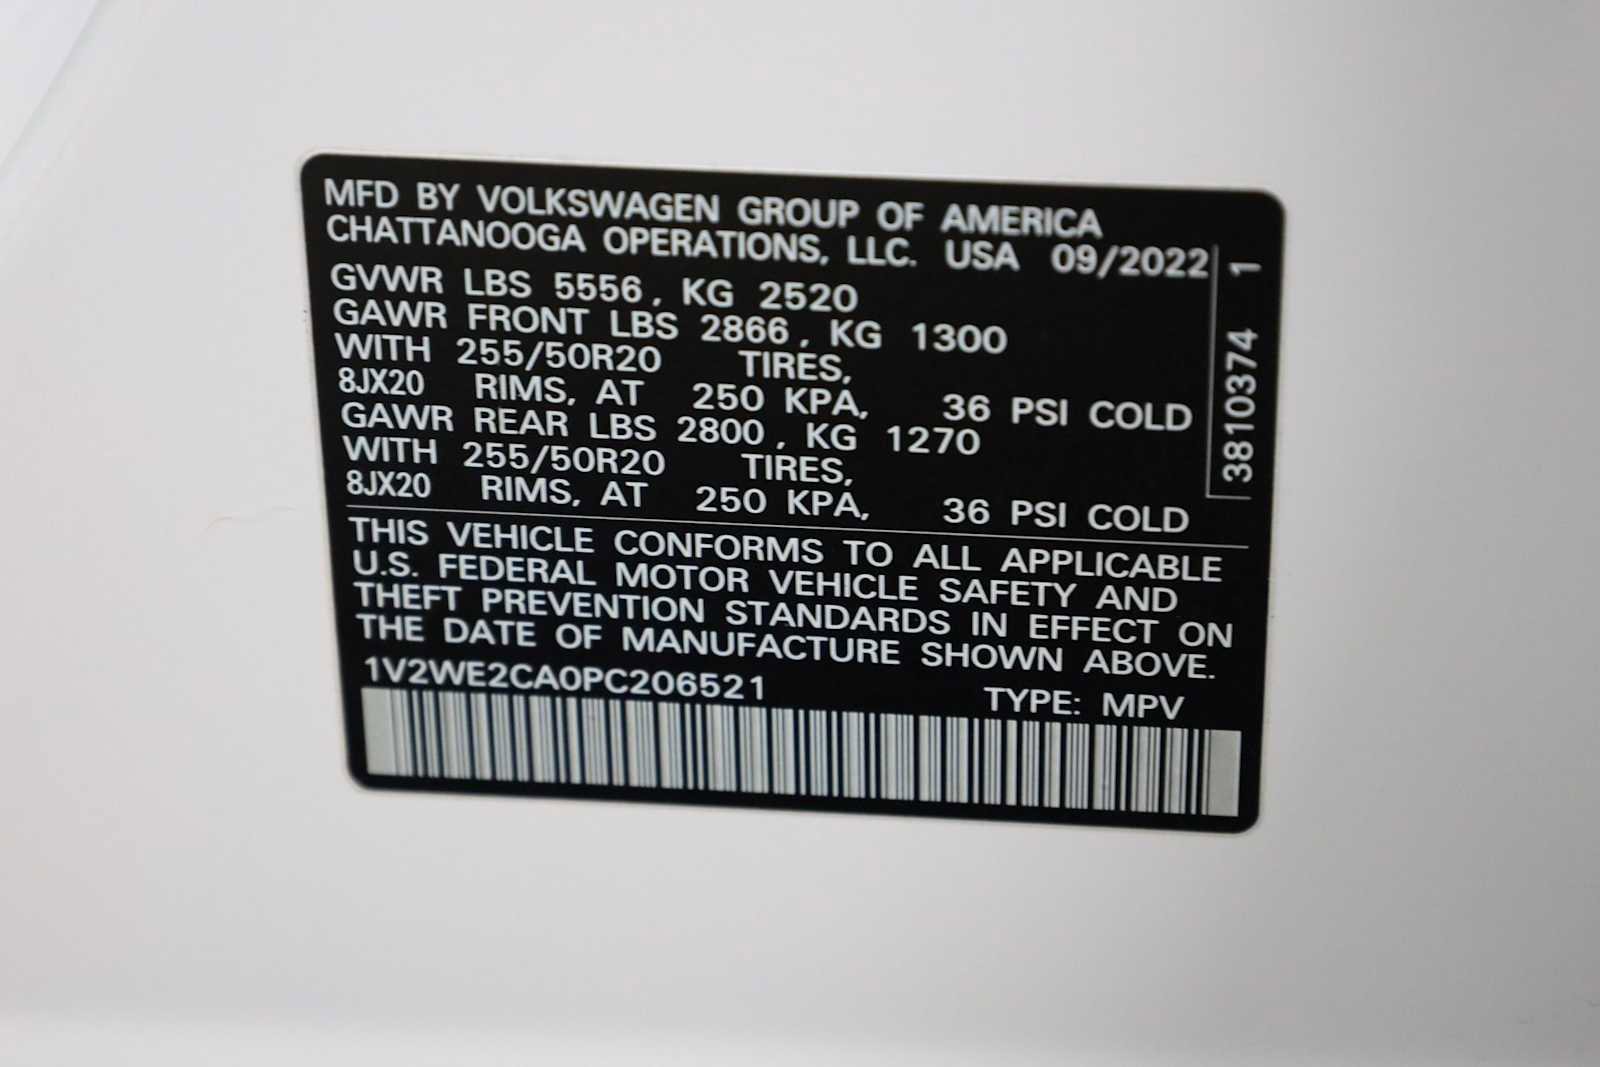 MFD BY VOLKSWAGEN GROUP OF AMERICA
CHATTANOOGA OPERATIONS, LLC. USA 09/2022
GVWR LBS 5556, KG 2520
GAWR FRONT LBS 2866, KG 1300
WITH 255/50R20 TIRES,
8JX20 RIMS, AT 250 KPA, 36 PSI COLD
GAWR REAR LBS 2800, KG 1270
WITH 255/50R20 TIRES,
8JX20 RIMS, AT 250 KPA, 36 PSI COLD
3810374 1
THIS VEHICLE CONFORMS TO ALL APPLICABLE
U.S. FEDERAL MOTOR VEHICLE SAFETY AND
THEFT PREVENTION STANDARDS IN EFFECT ON
THE DATE OF MANUFACTURE SHOWN ABOVE.
1V2WE2CA0PC206521 TYPE: MPV